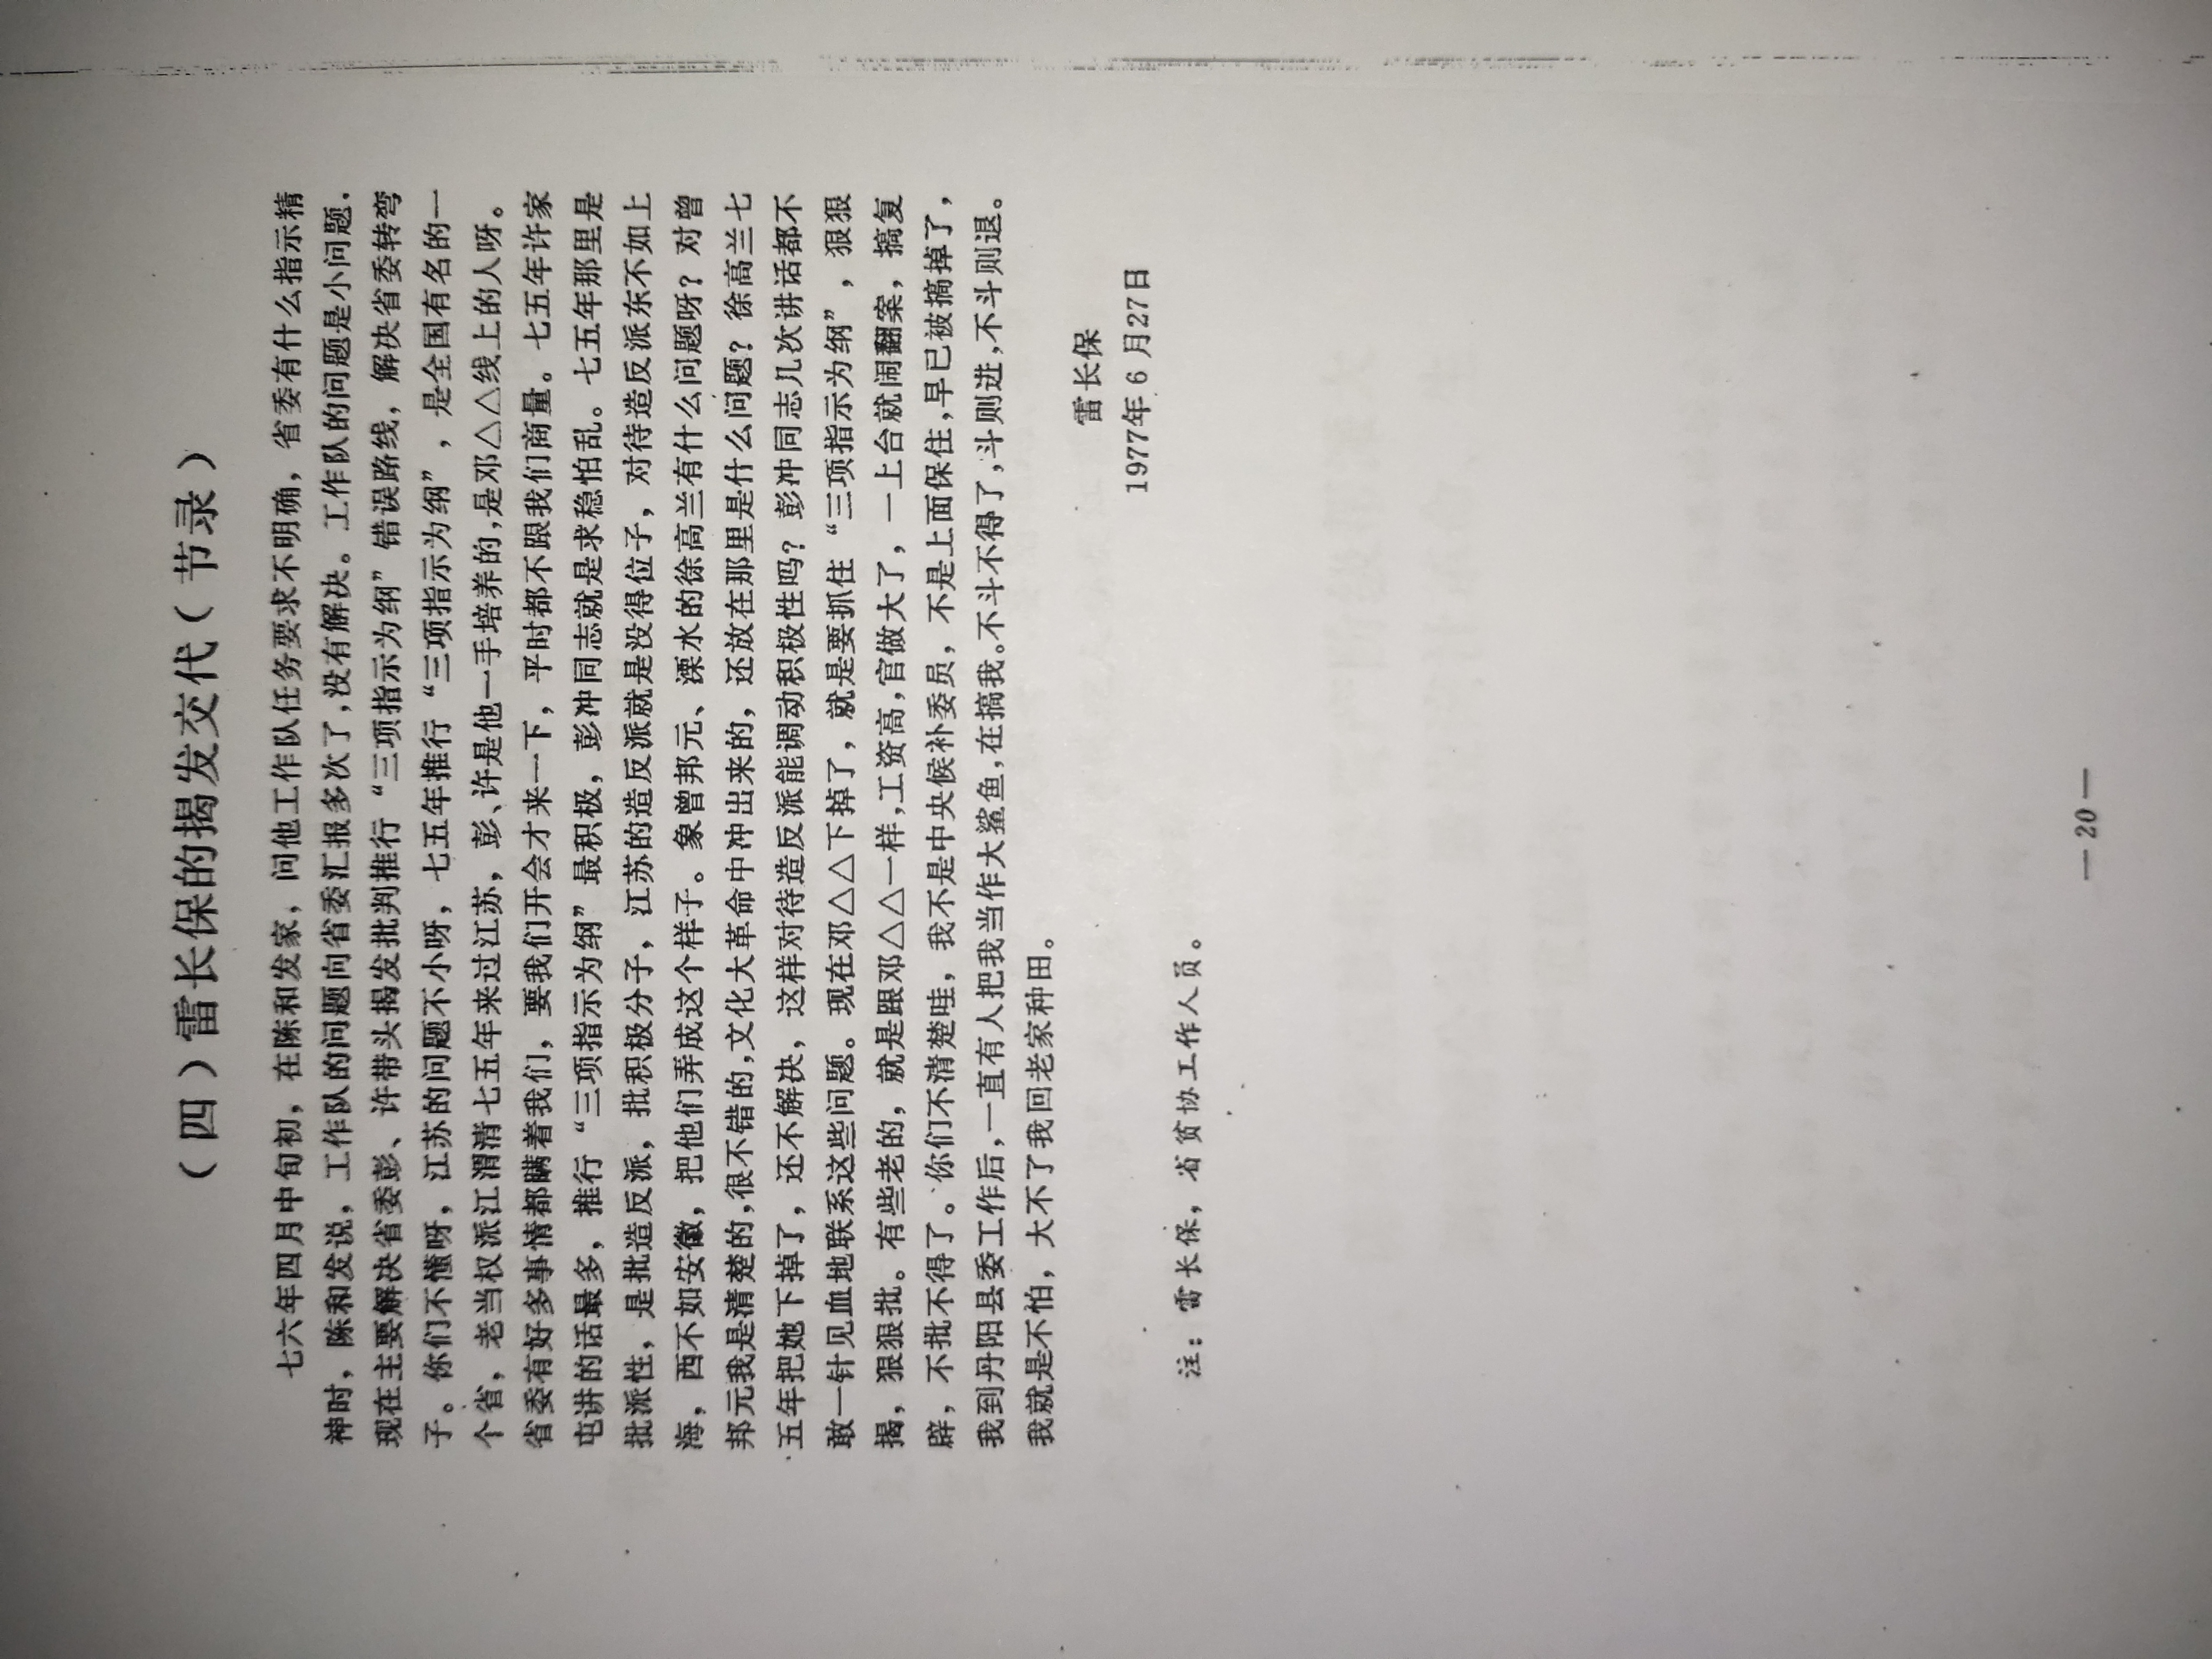 （四）雷长保的揭发交代（节录）
七六年四月中旬初，在陈和发家，问他工作队任务要求不明确，省委有什么指示精
神时，陈和发说，工作队的问题向省委汇报多次了，没有解决。工作队的问题是小问题．
现在主要解决省委彭、许带头揭发批判推行“三项指示为纲”错误路线，解决省委转弯
子。你们不懂呀，江苏的问题不小呀，七五年推行“三项指示为纲”，是全国有名的一
个省，老当权派江渭清七五年来过江苏，彭、许是他一手培养的，是邓△△线上的人呀。
省委有好多事情都瞒着我们，要我们开会才来一下，平时都不跟我们商量。七五年许家
屯讲的话最多，推行“三项指示为纲”最积极，彭冲同志就是求稳怕乱。七五年那里是
批派性，是批造反派，批积极分子，江苏的造反派就是没得位子，对待造反派东不如上
海，西不如安徽，把他们弄成这个样子。象曾邦元、溧水的徐高兰有什么问题呀？对曾
邦元我是清楚的，很不错的，文化大革命中冲出来的，还放在那里是什么问题？徐高兰七
五年把她下掉了，还不解决，这样对待造反派能调动积极性吗？彭冲同志几次讲话都不
敢一针见血地联系这些问题。现在邓△△下掉了，就是要抓住“三项指示为纲”，狠狠
揭，狠狠批。有些老的，就是跟邓△△一样，工资高，官做大了，一上台就闹翻案，搞复
辟，不批不得了。你们不清楚哇，我不是中央候补委员，不是上面保住，早已被搞掉了，
我到丹阳县委工作后，一直有人把我当作大鲨鱼，在搞我。不斗不得了，斗则进，不斗则退。
我就是不怕，大不了我回老家种田。
雷长保
1977年6月27日
注：雷长保，省贫协工作人员。
—20—